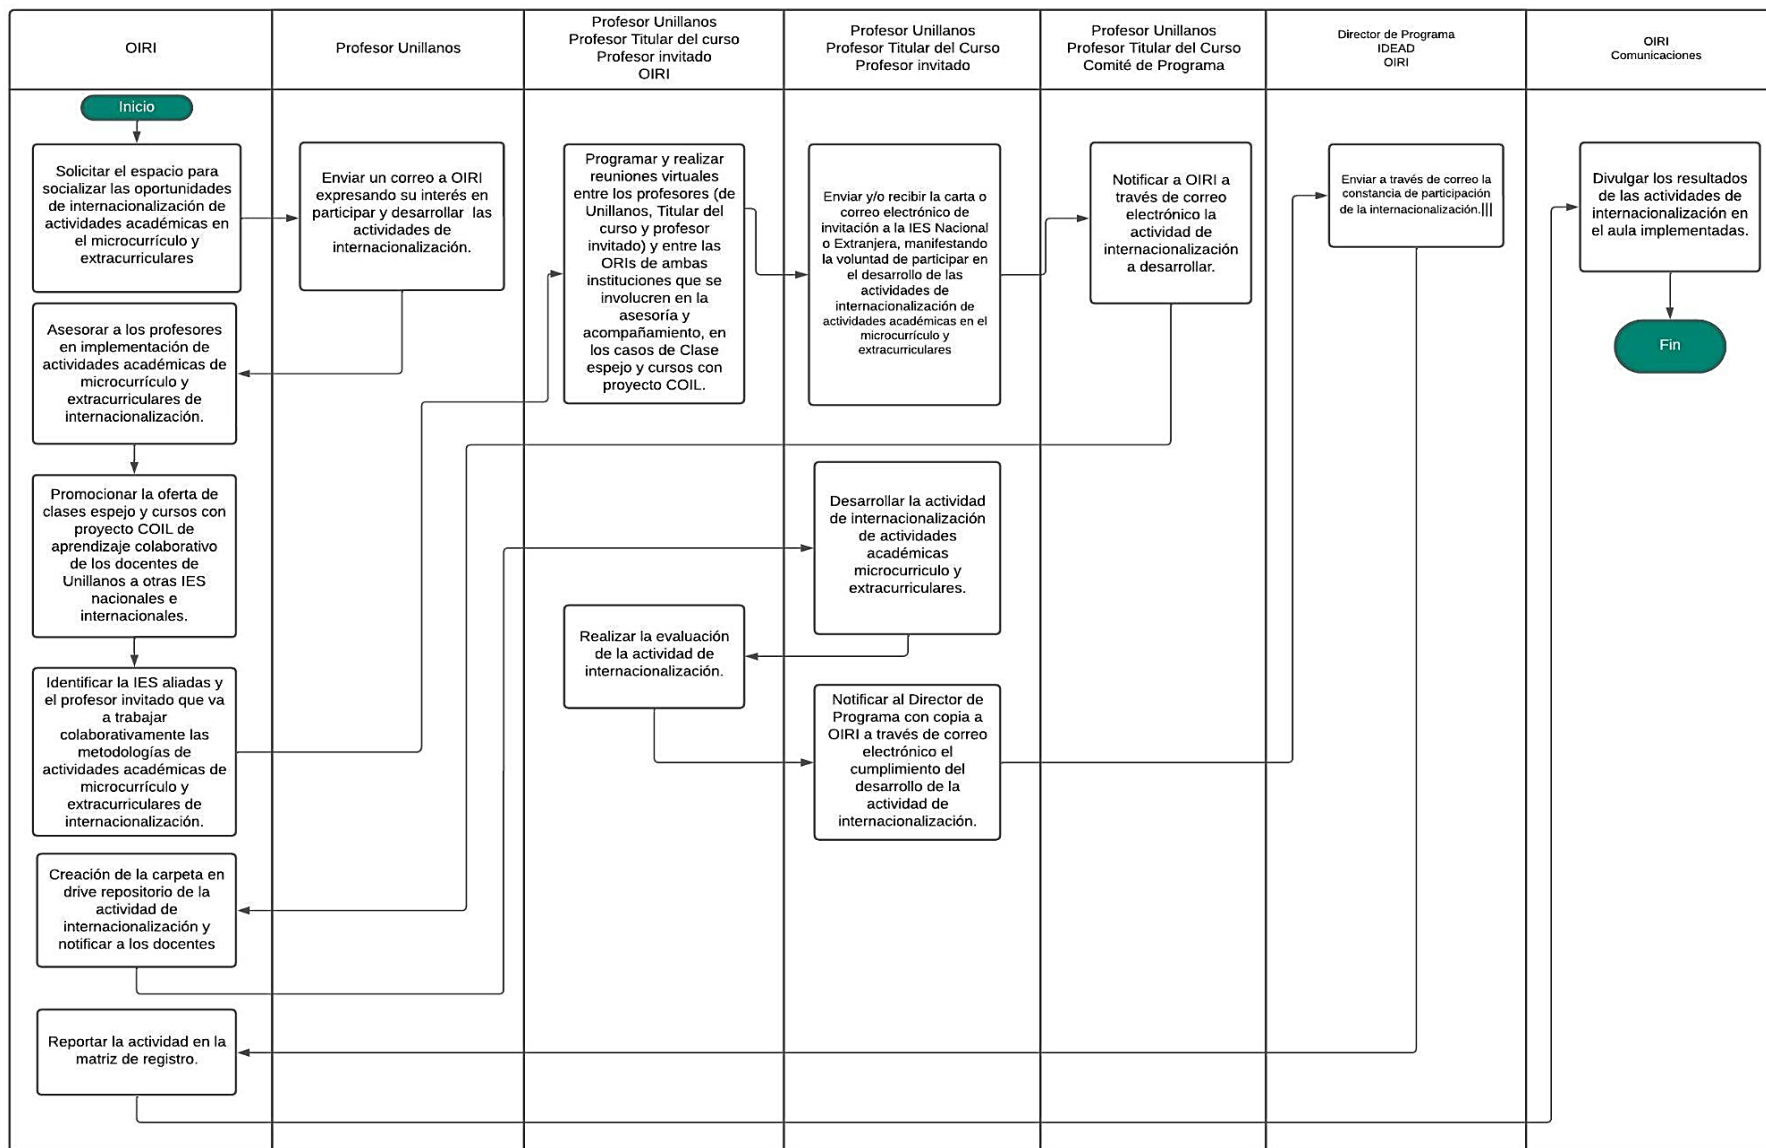 OIRI
Profesor Unillanos
Profesor Unillanos
Profesor Titular del curso
Profesor invitado
OIRI
Profesor Unillanos
Profesor Titular del Curso
Profesor invitado
Profesor Unillanos
Profesor Titular del Curso
Comité de Programa
Director de Programa
IDEAD
OIRI
OIRI
Comunicaciones
Inicio
Solicitar el espacio para
socializar las oportunidades
de internacionalización de
actividades académicas en
el microcurrículo y
extracurriculares
Enviar un correo a OIRI
expresando su interés en
participar y desarrollar las
actividades de
internacionalización.
Asesorar a los profesores
en implementación de
actividades académicas de
microcurrículo y
extracurriculares de
internacionalización.
Promocionar la oferta de
clases espejo y cursos con
proyecto COIL de
aprendizaje colaborativo
de los docentes de
Unillanos a otras IES
nacionales e
internacionales.
Identificar la IES aliadas y
el profesor invitado que va
a trabajar
colaborativamente las
metodologías de
actividades académicas de
microcurrículo y
extracurriculares de
internacionalización.
Programar y realizar
reuniones virtuales
entre los profesores (de
Unillanos, Titular del
curso y profesor
invitado) y entre las
ORIs de ambas
instituciones que se
involucren en la
asesoría y
acompañamiento, en
los casos de Clase
espejo y cursos con
proyecto COIL.
Enviar y/o recibir la carta o
correo electrónico de
invitación a la IES Nacional
o Extranjera, manifestando
la voluntad de participar en
el desarrollo de las
actividades de
internacionalización de
actividades académicas en el
microcurrículo y
extracurriculares
Notificar a OIRI a
través de correo
electrónico la
actividad de
internacionalización
a desarrollar.
Creación de la carpeta en
drive repositorio de la
actividad de
internacionalización y
notificar a los docentes
Desarrollar la actividad
de internacionalización
de actividades
académicas
microcurriculo y
extracurriculares.
Realizar la evaluación
de la actividad de
internacionalización.
Notificar al Director de
Programa con copia a
OIRI a través de correo
electrónico el
cumplimiento del
desarrollo de la
actividad de
internacionalización.
Enviar a través de correo la
constancia de participación
de la internacionalización.|||
Reportar la actividad en la
matriz de registro.
Divulgar los resultados
de las actividades de
internacionalización en
el aula implementadas.
Fin